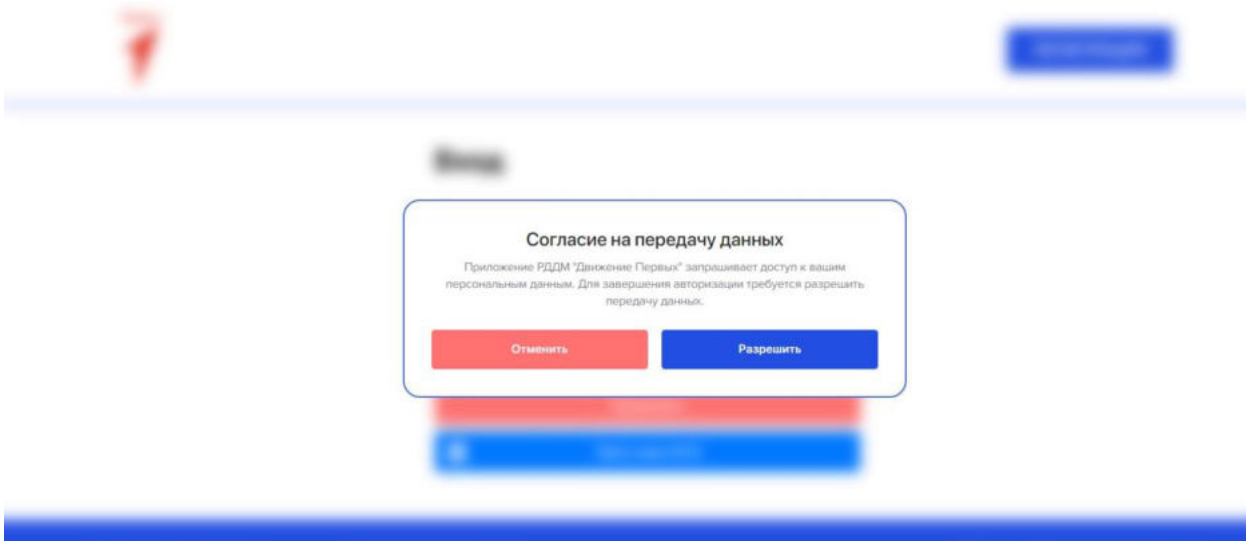 Вход
Согласие на передачу данных
Приложение РДДМ "Движение Первых" запрашивает доступ к вашим
персональным данным. Для завершения авторизации требуется разрешить
передачу данных.
Отменить
Разрешить